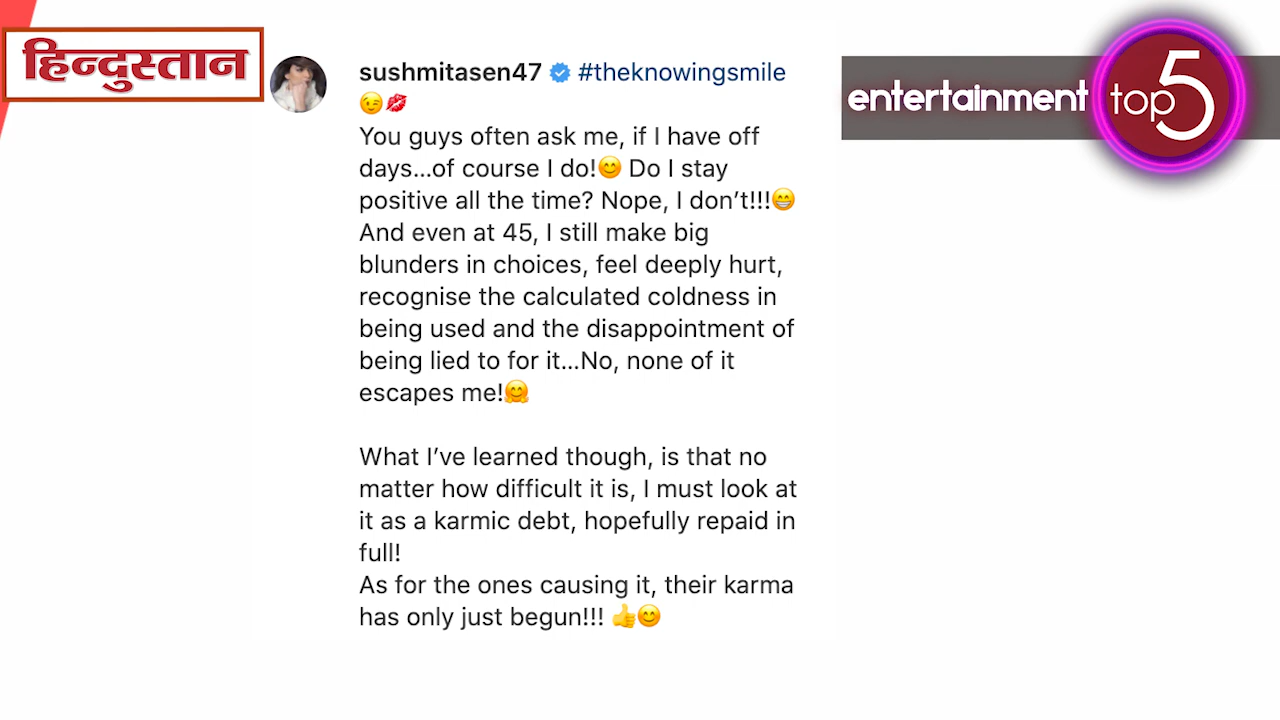 हिन्दुस्तान
sushmitasen47 #theknowingsmile
😉💋
You guys often ask me, if I have off
days...of course I do!😊 Do I stay
positive all the time? Nope, I don’t!!!😁
And even at 45, I still make big
blunders in choices, feel deeply hurt,
recognise the calculated coldness in
being used and the disappointment of
being lied to for it...No, none of it
escapes me!🤗
What I’ve learned though, is that no
matter how difficult it is, I must look at
it as a karmic debt, hopefully repaid in
full!
As for the ones causing it, their karma
has only just begun!!! 👍😊
entertainment top 5